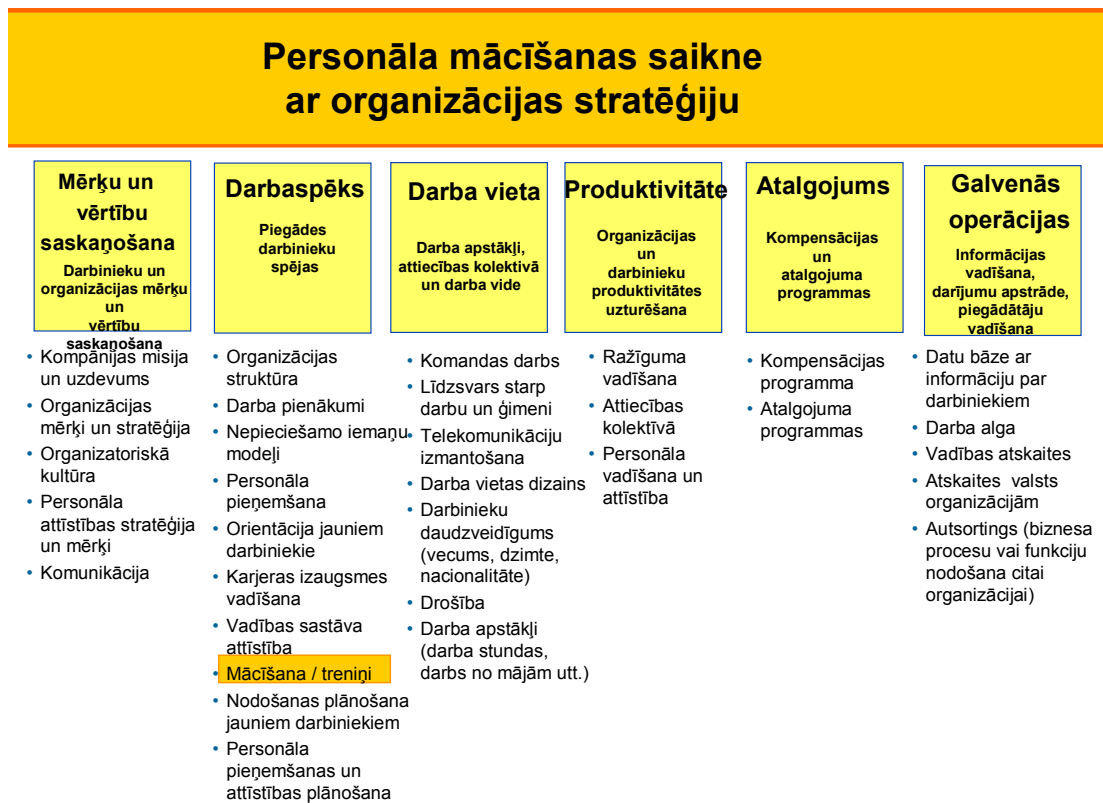 Personāla mācīšanas saikne
ar organizācijas stratēģiju
Mērķu un
vērtību
saskaņošana
Darbinieku un
organizācijas mērķu
un
vērtību
saskaņošana
• Kompānijas misija
un uzdevums
• Organizācijas
mērķi un stratēģija
• Organizatoriskā
kultūra
• Personāla
attīstības stratēģija
un mērķi
• Komunikācija
Darbaspēks
Piegādes
darbinieku
spējas
• Organizācijas
struktūra
• Darba pienākumi
• Nepieciešamo iemaņu
modeļi
• Personāla
pieņemšana
• Orientācija jauniem
darbiniekie
• Karjeras izaugsmes
vadīšana
• Vadības sastāva
attīstība
• Mācīšana / treniņi
• Nodošanas plānošana
jauniem darbiniekiem
• Personāla
pieņemšanas un
attīstības plānošana
Darba vieta
Darba apstākļi,
attiecības kolektivā
un darba vide
• Komandas darbs
• Līdzsvars starp
darbu un ģimeni
• Telekomunikāciju
izmantošana
• Darba vietas dizains
• Darbinieku
daudzveidīgums
(vecums, dzimte,
nacionalitāte)
• Drošība
• Darba apstākļi
(darba stundas,
darbs no mājām utt.)
Produktivitāte
Organizācijas
un
darbinieku
produktivitātes
uzturēšana
• Ražīguma
vadīšana
• Attiecības
kolektīvā
• Personāla
vadīšana un
attīstība
Atalgojums
Kompensācijas
un
atalgojuma
programmas
• Kompensācijas
programma
• Atalgojuma
programmas
Galvenās
operācijas
Informācijas
vadīšana,
darījumu apstrāde,
piegādātāju
vadīšana
• Datu bāze ar
informāciju par
darbiniekiem
• Darba alga
• Vadības atskaites
• Atskaites valsts
organizācijām
• Autsortings (biznesa
procesu vai funkciju
nodošana citai
organizācijai)